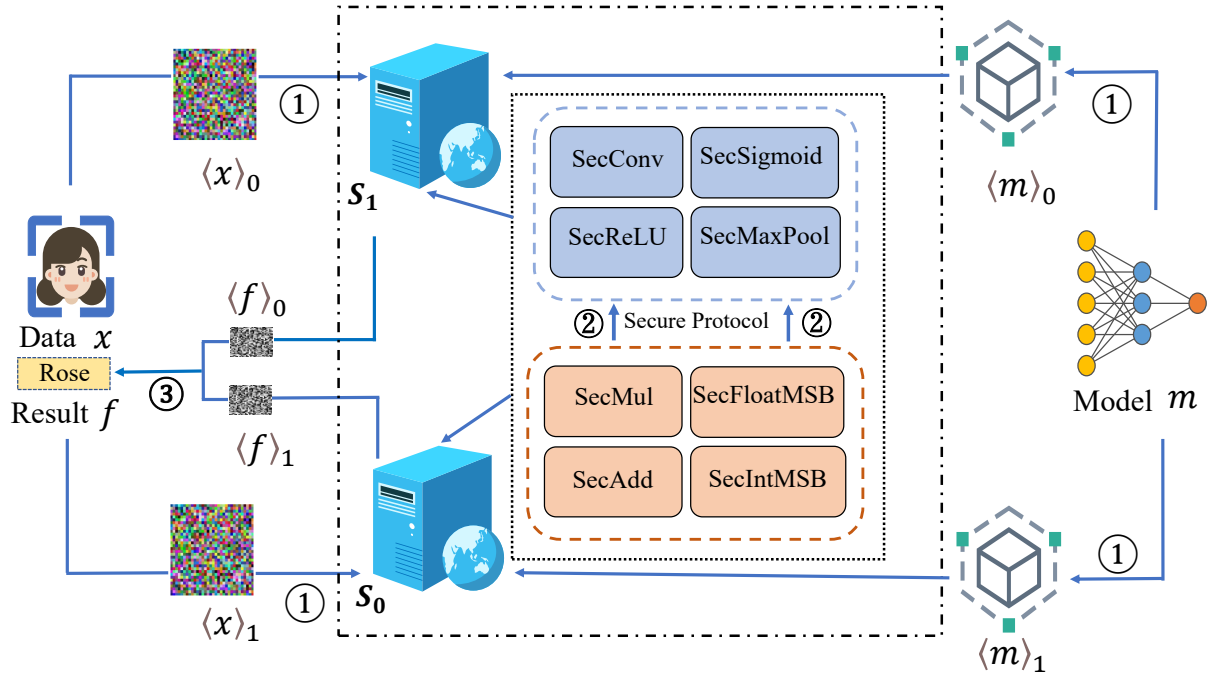 ①
①
⟨x⟩₀
S₁
⟨m⟩₀
SecConv
SecSigmoid
SecReLU
SecMaxPool
Data x
Rose
Result f
③
⟨f⟩₀
⟨f⟩₁
② Secure Protocol ②
SecMul
SecFloatMSB
SecAdd
SecIntMSB
Model m
①
①
⟨x⟩₁
S₀
⟨m⟩₁